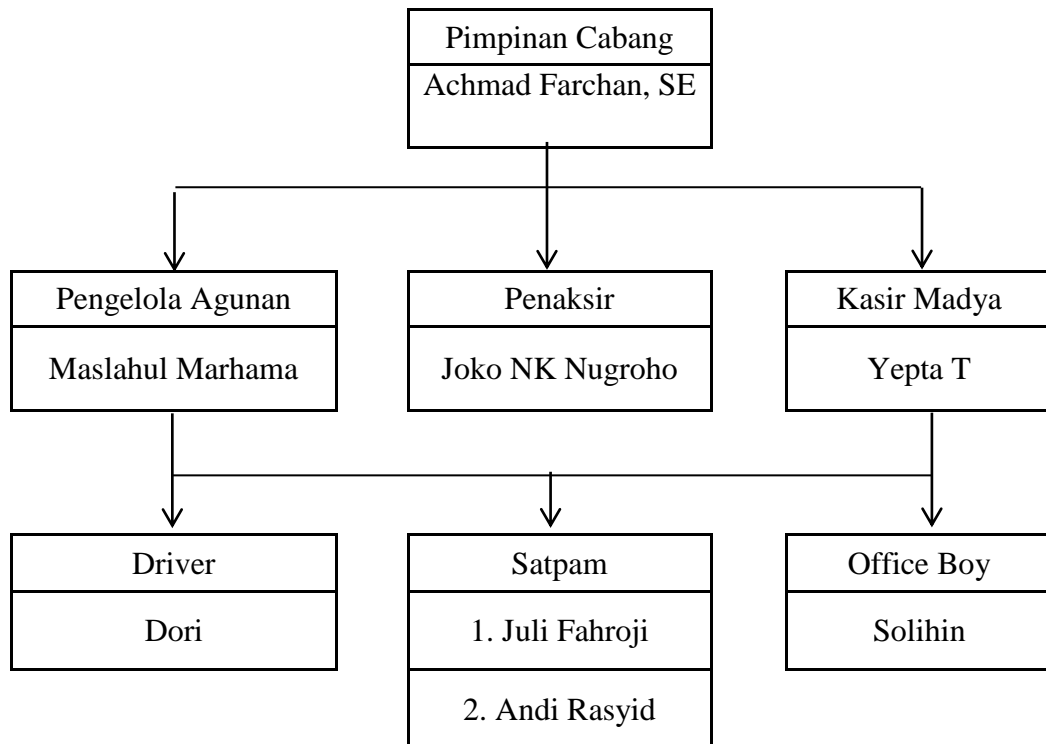 Pimpinan Cabang
Achmad Farchan, SE
Pengelola Agunan
Maslahul Marhama
Penaksir
Joko NK Nugroho
Kasir Madya
Yepta T
Driver
Dori
Satpam
1. Juli Fahroji
2. Andi Rasyid
Office Boy
Solihin